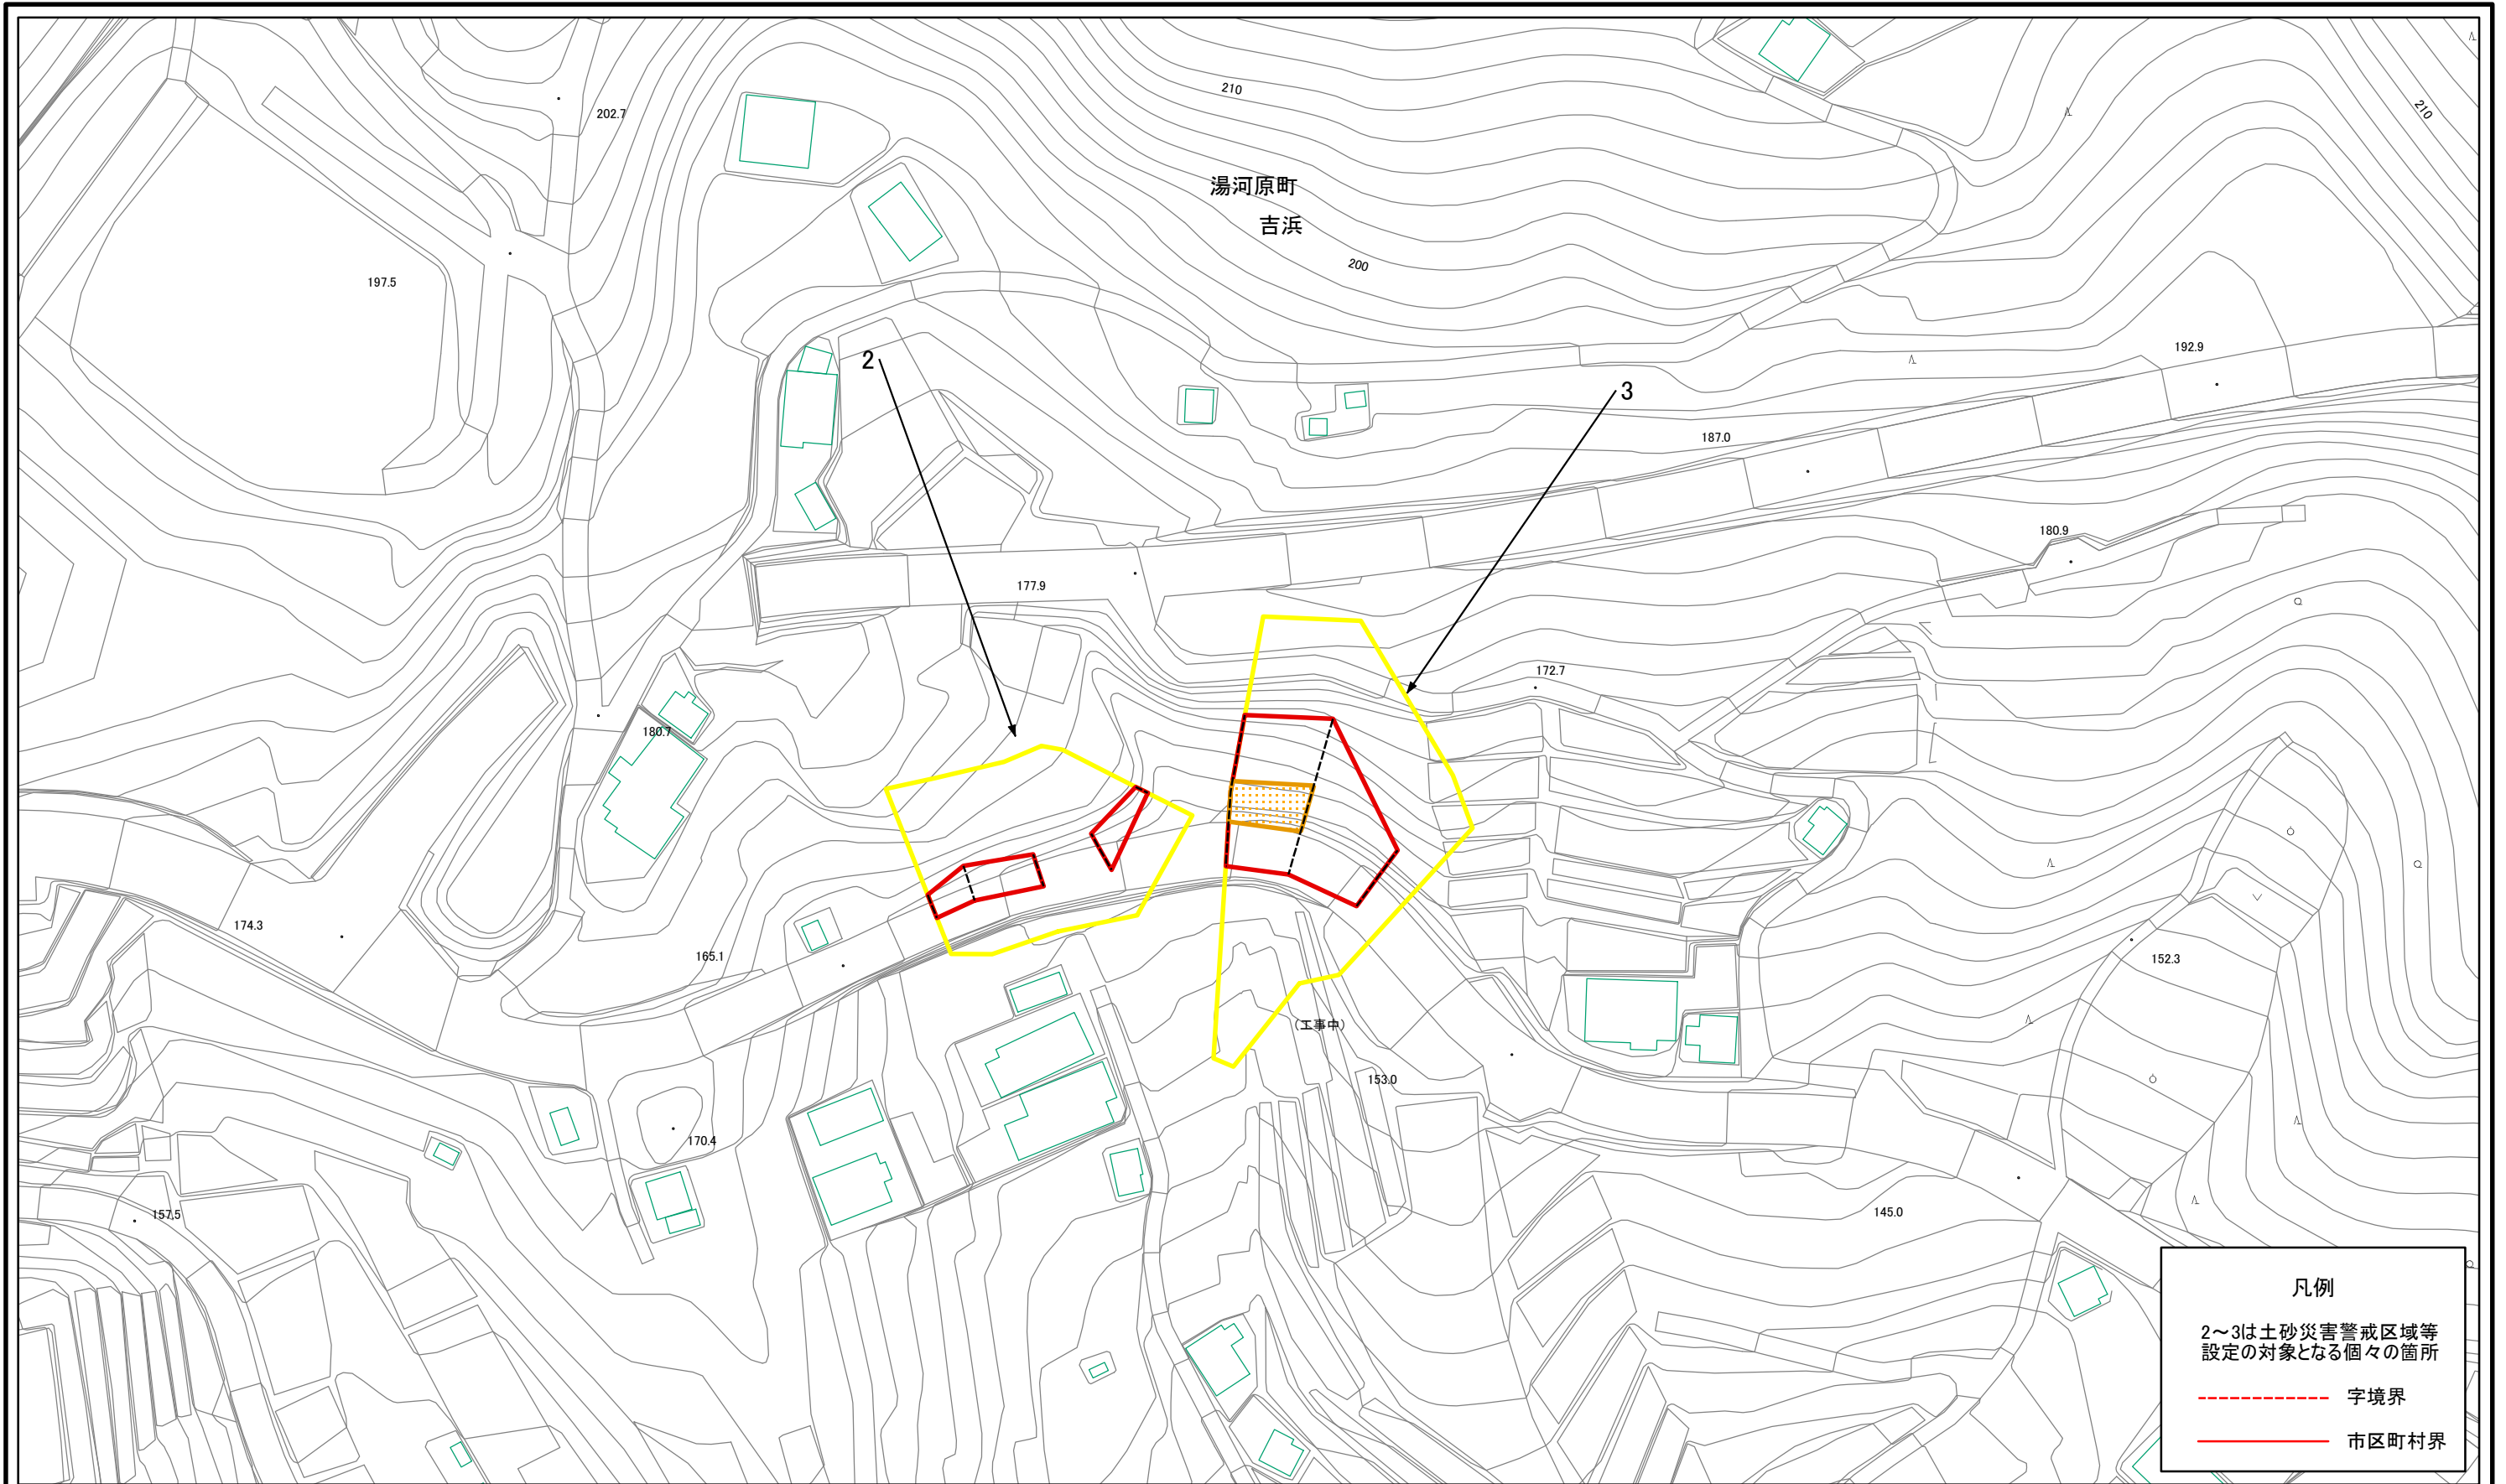 210
202.7
210
湯河原町
吉浜
197.5
200
2
192.9
3
187.0
180.9
177.9
172.7
180.7
174.3
165.1
152.3
(工事中)
153.0
170.4
157.5
145.0
凡例
2～3は土砂災害警戒区域等
設定の対象となる個々の箇所
字境界
市区町村界